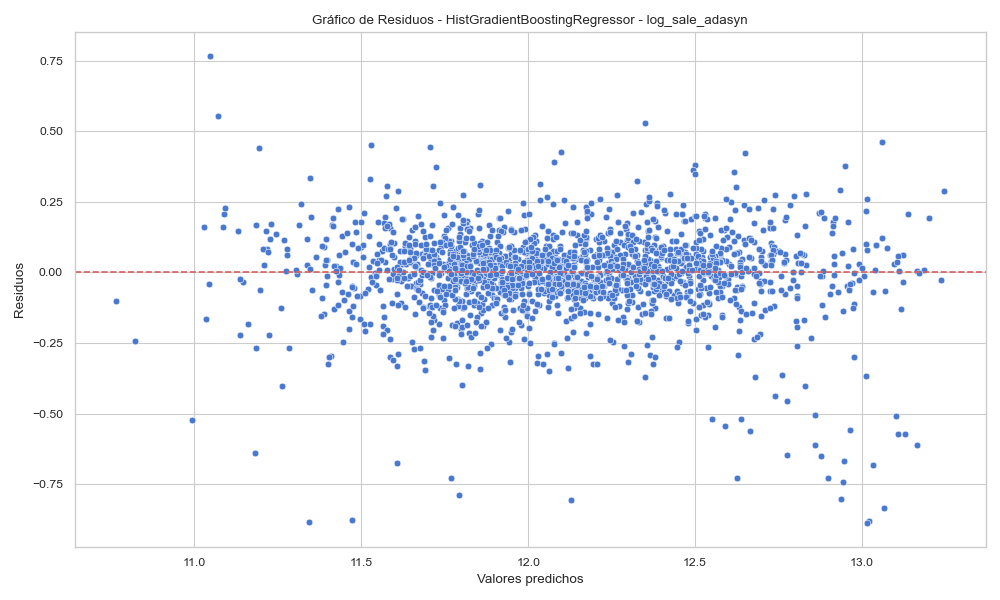 Gráfico de Residuos - HistGradientBoostingRegressor - log_sale_adasyn
Residuos
0.75
0.50
0.25
0.00
−0.25
−0.50
−0.75
11.0 11.5 12.0 12.5 13.0
Valores predichos